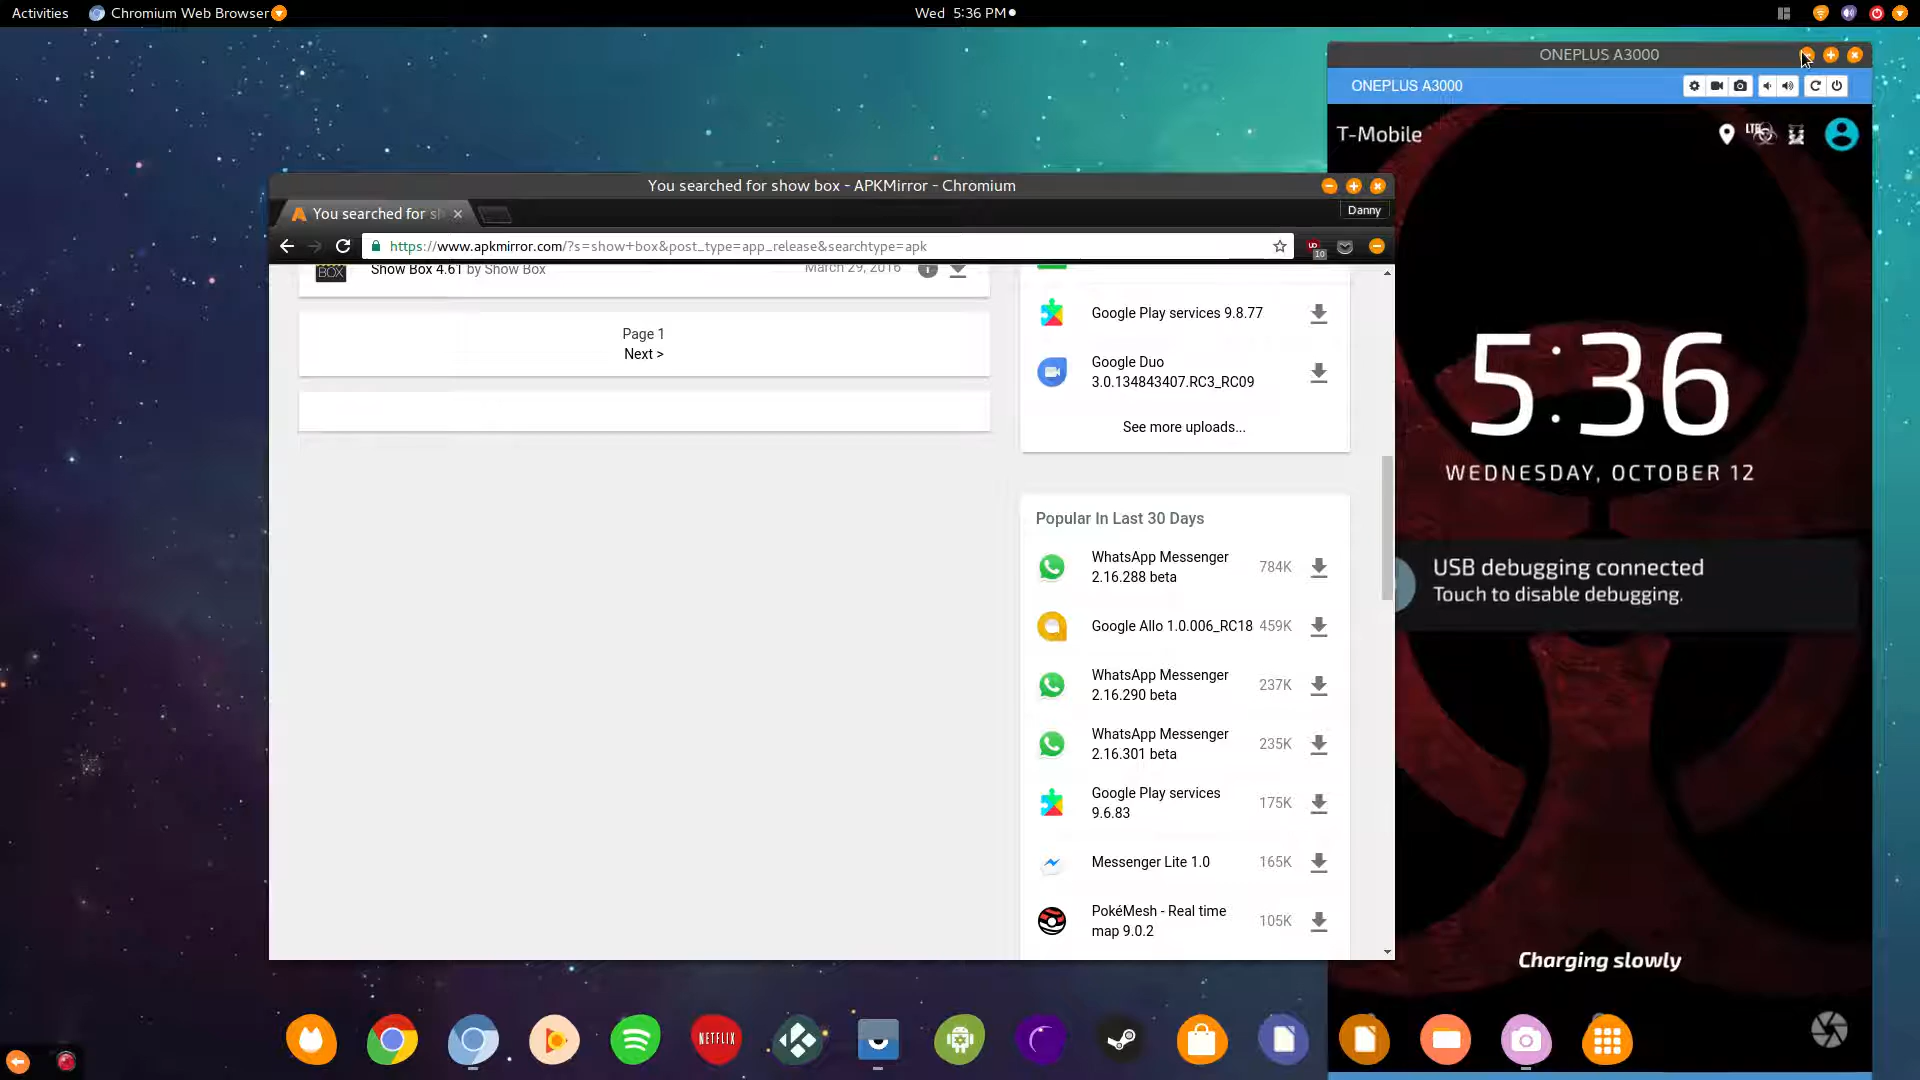 Activities
Chromium Web Browser
Wed 5:36 PM
ONEPLUS A3000
ONEPLUS A3000
T-Mobile
LTE
You searched for show box - APKMirror - Chromium
You searched for sh
Danny
https://www.apkmirror.com/?s=show+box&post_type=app_release&searchtype=apk
10
BOX
Show Box 4.61 by Show Box
March 29, 2016
Page 1
Next >
Google Play services 9.8.77
Google Duo
3.0.134843407.RC3_RC09
See more uploads...
Popular In Last 30 Days
WhatsApp Messenger
2.16.288 beta
784K
Google Allo 1.0.006_RC18
459K
WhatsApp Messenger
2.16.290 beta
237K
WhatsApp Messenger
2.16.301 beta
235K
Google Play services
9.6.83
175K
Messenger Lite 1.0
165K
PokéMesh - Real time
map 9.0.2
105K
5:36
WEDNESDAY, OCTOBER 12
USB debugging connected
Touch to disable debugging.
Charging slowly
NETFLIX